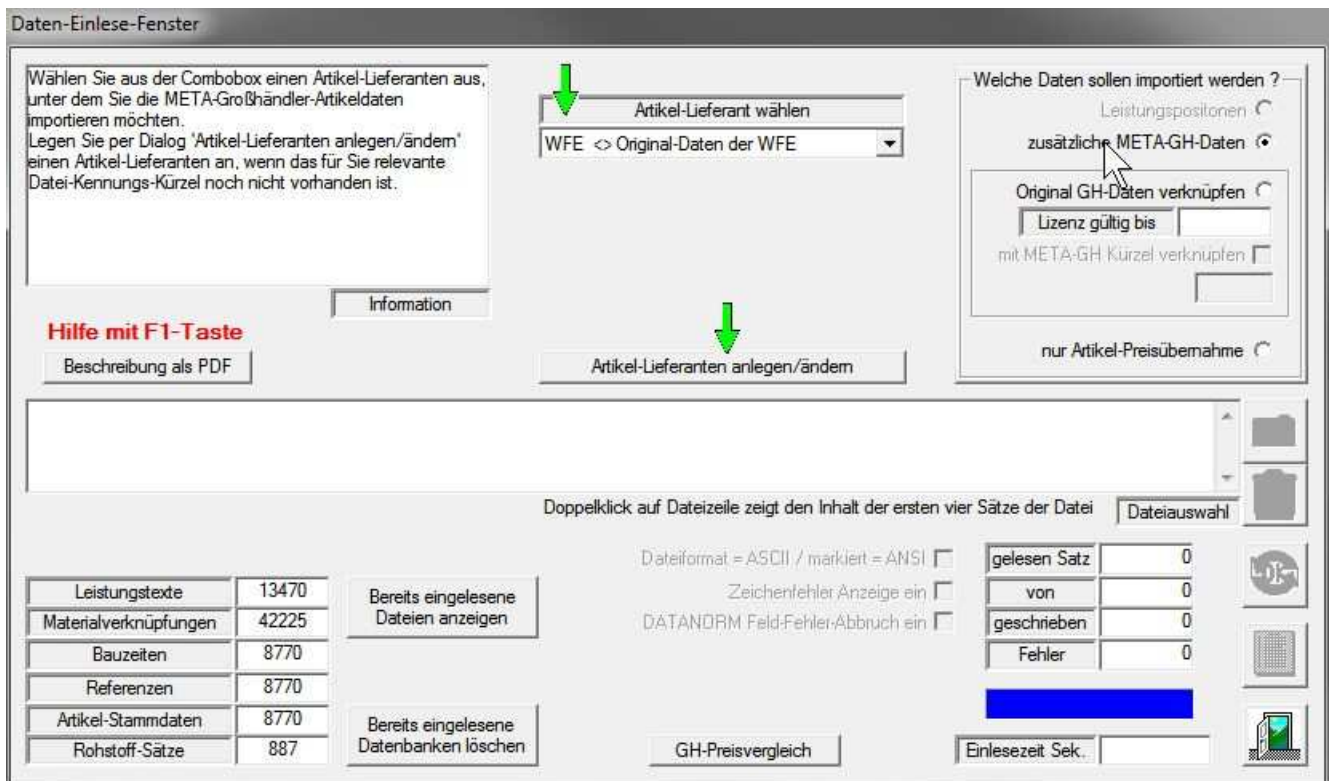 Daten-Einlese-Fenster
Wählen Sie aus der Combobox einen Artikel-Lieferanten aus,
unter dem Sie die META-Großhändler-Artikeldaten
importieren möchten.
Legen Sie per Dialog 'Artikel-Lieferanten anlegen/ändern'
einen Artikel-Lieferanten an, wenn das für Sie relevante
Datei-Kennungs-Kürzel noch nicht vorhanden ist.
Information
Hilfe mit F1-Taste
Beschreibung als PDF
Artikel-Lieferant wählen
WFE <> Original-Daten der WFE
Artikel-Lieferanten anlegen/ändern
Welche Daten sollen importiert werden ?
Leistungspositonen
zusätzliche META-GH-Daten
Original GH-Daten verknüpfen
Lizenz gültig bis
mit META-GH Kürzel verknüpfen
nur Artikel-Preisübernahme
Doppelklick auf Dateizeile zeigt den Inhalt der ersten vier Sätze der Datei
Dateiauswahl
Leistungstexte 13470
Materialverknüpfungen 42225
Bauzeiten 8770
Referenzen 8770
Artikel-Stammdaten 8770
Rohstoff-Sätze 887
Bereits eingelesene
Dateien anzeigen
Bereits eingelesene
Datenbanken löschen
Dateiformat = ASCII / markiert = ANSI
Zeichenfehler Anzeige ein
DATANORM Feld-Fehler-Abbruch ein
GH-Preisvergleich
gelesen Satz 0
von 0
geschrieben 0
Fehler 0
Einlesezeit Sek.